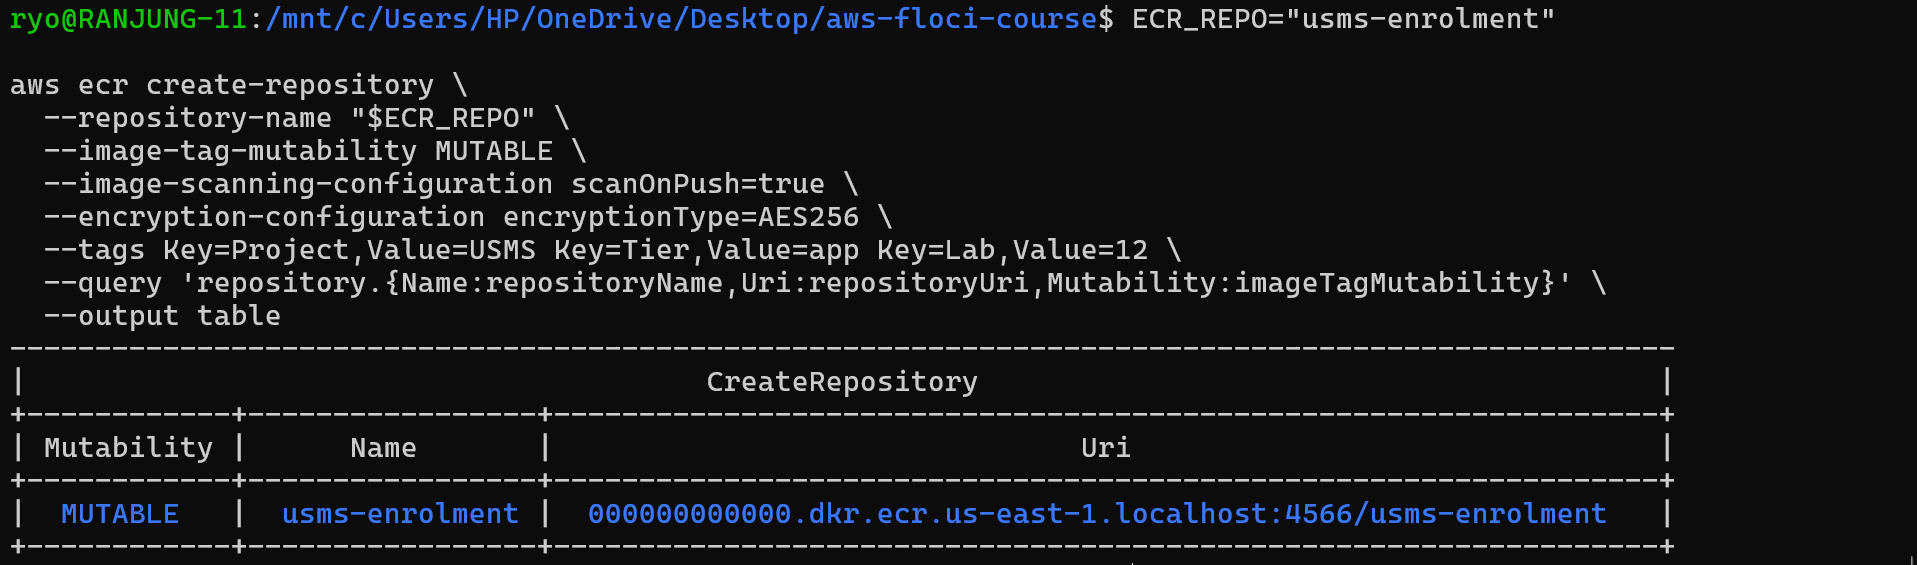 ryo@RANJUNG-11:/mnt/c/Users/HP/OneDrive/Desktop/aws-floci-course$ ECR_REPO="usms-enrolment"

aws ecr create-repository \
  --repository-name "$ECR_REPO" \
  --image-tag-mutability MUTABLE \
  --image-scanning-configuration scanOnPush=true \
  --encryption-configuration encryptionType=AES256 \
  --tags Key=Project,Value=USMS Key=Tier,Value=app Key=Lab,Value=12 \
  --query 'repository.{Name:repositoryName,Uri:repositoryUri,Mutability:imageTagMutability}' \
  --output table
--------------------------------------------------------------------------------------------------
|                                        CreateRepository                                        |
+------------+-----------------+-----------------------------------------------------------------+
| Mutability |      Name       |                               Uri                               |
+------------+-----------------+-----------------------------------------------------------------+
|  MUTABLE   |  usms-enrolment |  000000000000.dkr.ecr.us-east-1.localhost:4566/usms-enrolment   |
+------------+-----------------+-----------------------------------------------------------------+